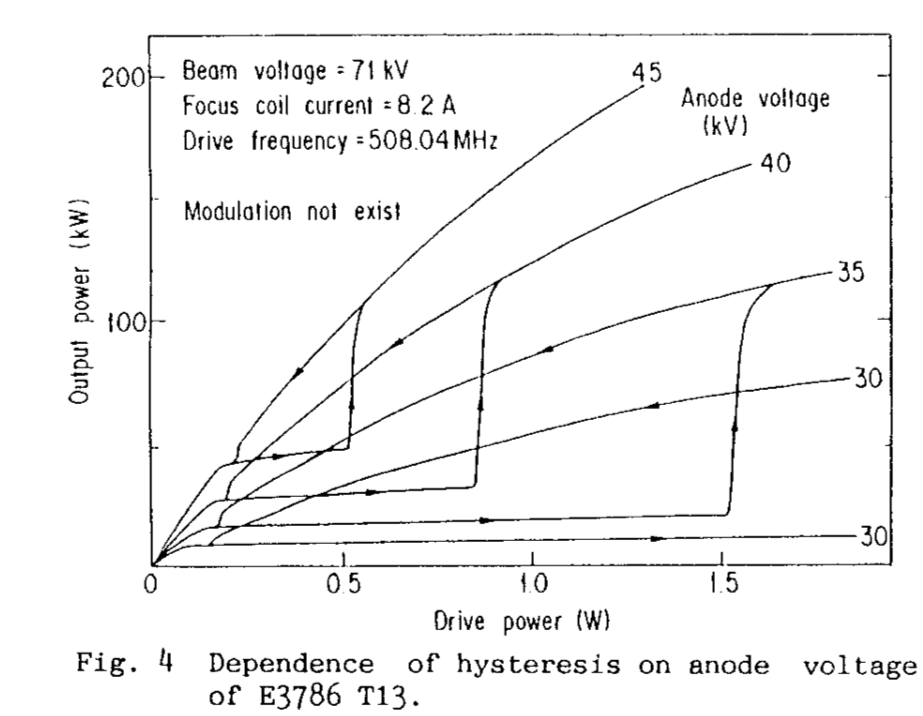 200
Beam voltage = 71 kV
Focus coil current = 8.2 A
Drive frequency = 508.04 MHz
Modulation not exist
45
Anode voltage
(kV)
40
35
30
30
100
Output power (kW)
0
0.5
1.0
1.5
Drive power (W)
Fig. 4 Dependence of hysteresis on anode voltage
of E3786 T13.